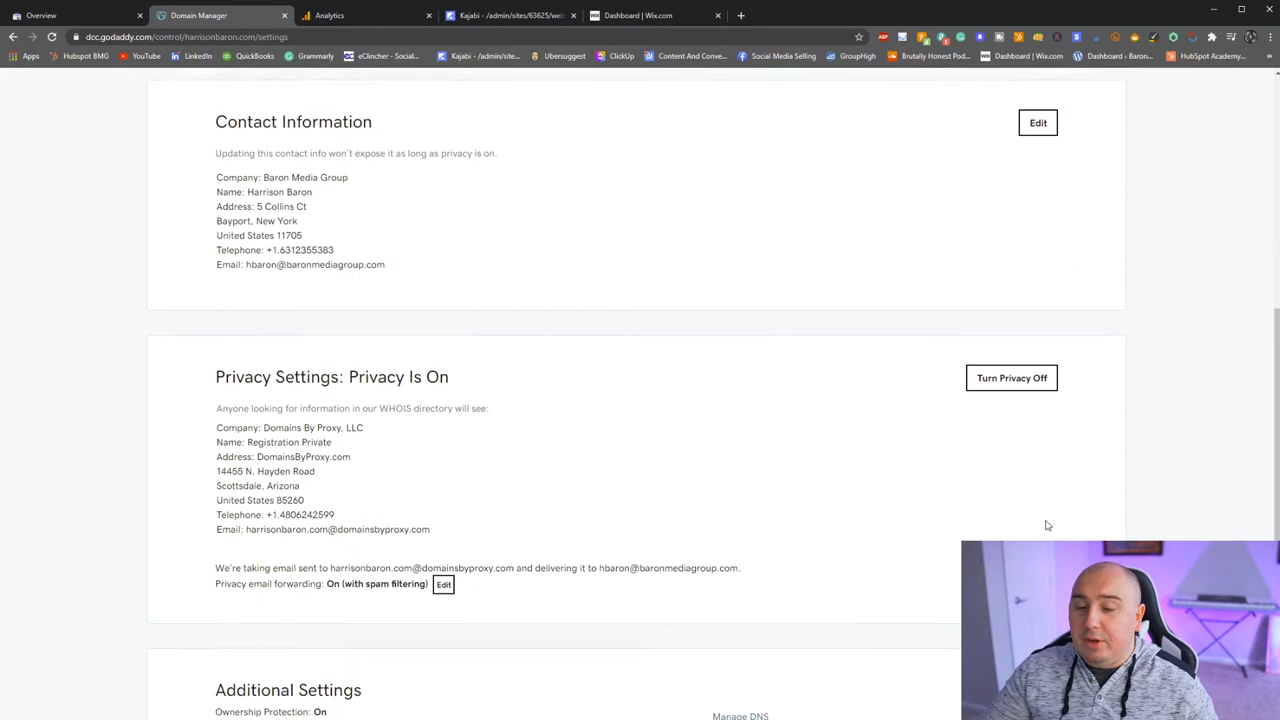 Overview
Domain Manager
Analytics
Kajabi - /admin/sites/63625/web
Dashboard | Wix.com
dcc.godaddy.com/control/harrisonbaron.com/settings
Apps
Hubspot BMG
YouTube
LinkedIn
QuickBooks
Grammarly
eClincher - Social...
Kajabi - /admin/site...
Ubersuggest
ClickUp
Content And Conve...
Social Media Selling
GroupHigh
Brutally Honest Pod...
Dashboard | Wix.com
Dashboard ‹ Baron...
HubSpot Academy...
Contact Information
Edit
Updating this contact info won't expose it as long as privacy is on.
Company: Baron Media Group
Name: Harrison Baron
Address: 5 Collins Ct
Bayport, New York
United States 11705
Telephone: +1.6312355383
Email: hbaron@baronmediagroup.com
Privacy Settings: Privacy Is On
Turn Privacy Off
Anyone looking for information in our WHOIS directory will see:
Company: Domains By Proxy, LLC
Name: Registration Private
Address: DomainsByProxy.com
14455 N. Hayden Road
Scottsdale, Arizona
United States 85260
Telephone: +1.4806242599
Email: harrisonbaron.com@domainsbyproxy.com
We're taking email sent to harrisonbaron.com@domainsbyproxy.com and delivering it to hbaron@baronmediagroup.com.
Privacy email forwarding: On (with spam filtering) Edit
Additional Settings
Ownership Protection: On
Manage DNS